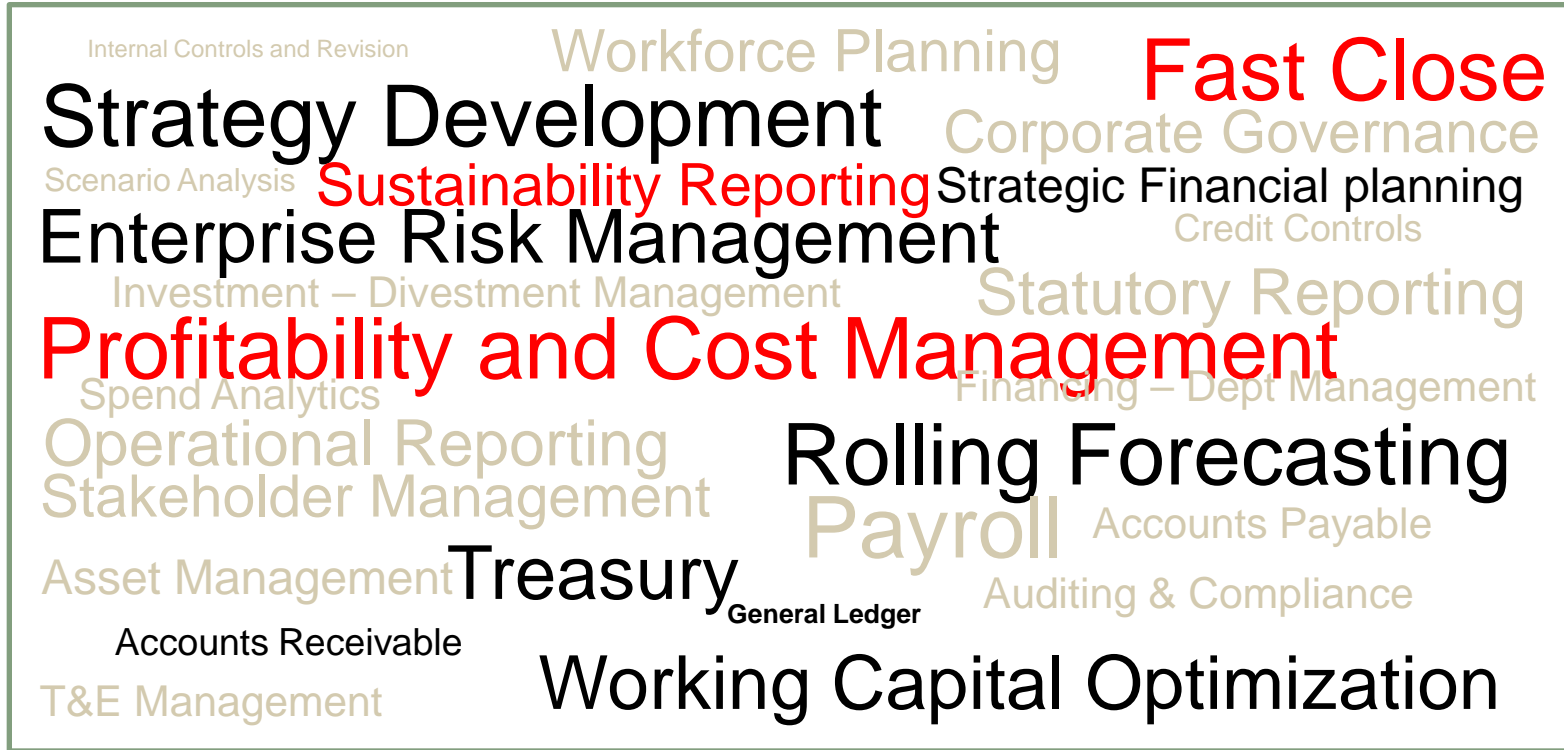 Internal Controls and Revision
Workforce Planning
Fast Close
Strategy Development
Corporate Governance
Scenario Analysis
Sustainability Reporting
Strategic Financial planning
Enterprise Risk Management
Credit Controls
Investment – Divestment Management
Statutory Reporting
Profitability and Cost Management
Spend Analytics
Financing – Dept Management
Operational Reporting
Rolling Forecasting
Stakeholder Management
Payroll
Accounts Payable
Asset Management
Treasury
Auditing & Compliance
General Ledger
Accounts Receivable
Working Capital Optimization
T&E Management